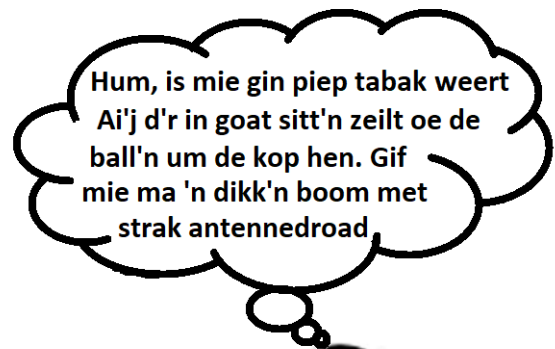 Hum, is mie gin piep tabak weert
Ai'j d'r in goat sitt'n zeilt oe de
ball'n um de kop hen. Gif
mie ma 'n dikk'n boom met
strak antennedroad